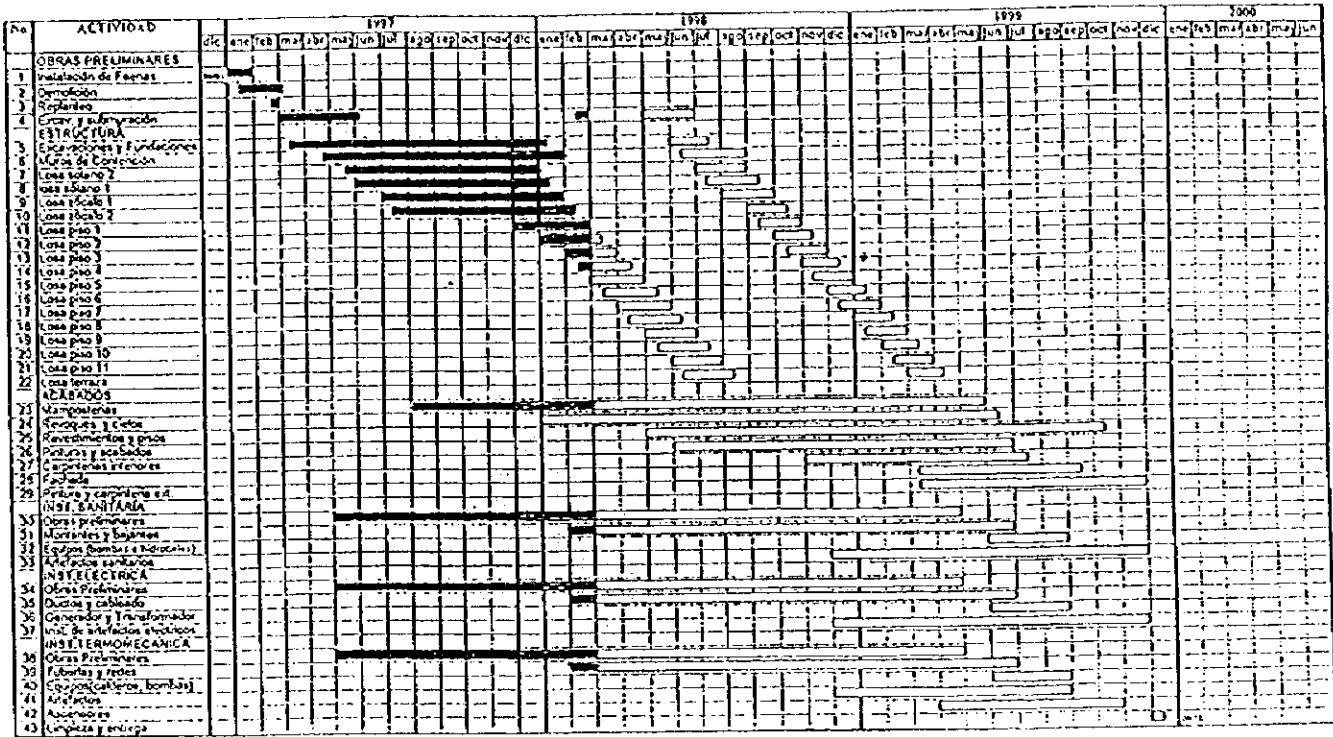 No. ACTIVIDAD 1997 1998 1999 2000
dic ene feb mar abr may jun jul ago sep oct nov dic ene feb mar abr may jun jul ago sep oct nov dic ene feb mar abr may jun jul ago sep oct nov dic ene feb mar abr may jun
OBRAS PRELIMINARES
1 Instalación de Faenas
2 Demolición
3 Replanteo
4 Excav. y submuración
ESTRUCTURA
5 Excavaciones y Fundaciones
6 Muros de Contención
7 Losa sótano 2
8 losa sótano 1
9 Losa zócalo 1
10 Losa zócalo 2
11 Losa piso 1
12 Losa piso 2
13 Losa piso 3
14 Losa piso 4
15 Losa piso 5
16 Losa piso 6
17 Losa piso 7
18 Losa piso 8
19 Losa piso 9
20 Losa piso 10
21 Losa piso 11
22 Losa terraza
ACABADOS
23 Mamposterias
24 Revoques y cielos
25 Revestimientos y pisos
26 Pinturas y acabados
27 Carpinterias interiores
28 Fachada
29 Pintura y carpinteria ext.
INST. SANITARIA
30 Obras preliminares
31 Montantes y bajantes
32 Equipos (bombas e hidrocelas)
33 Artefactos sanitarios
INST.ELECTRICA
34 Obras Preliminares
35 Ductos y cableado
36 Generador y Transformador
37 Inst. de artefactos electricos
INST.TERMOMECANICA
38 Obras Preliminares
39 Tuberias y redes
40 Equipos(calderos, bombas)
41 Artefactos
42 Ascensores
43 Limpieza y entrega